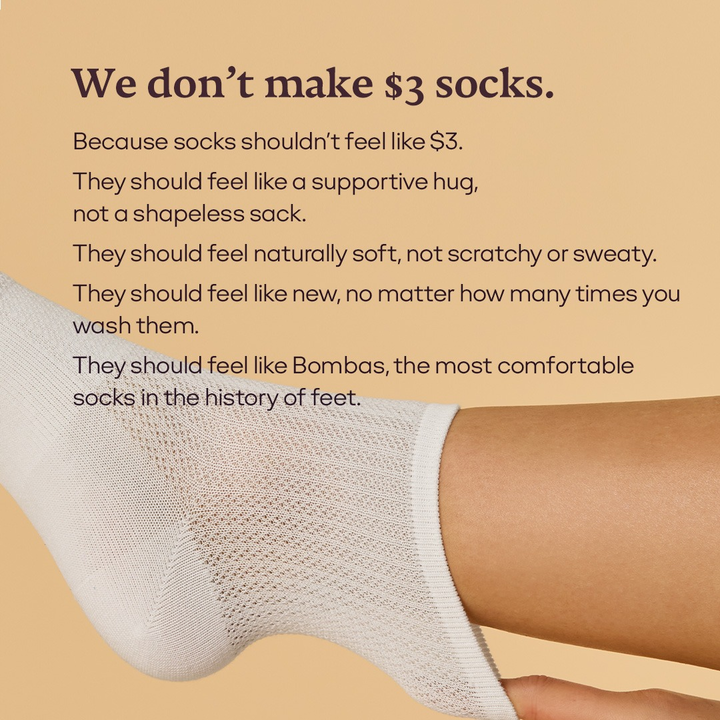 We don’t make $3 socks.
Because socks shouldn’t feel like $3.
They should feel like a supportive hug,
not a shapeless sack.
They should feel naturally soft, not scratchy or sweaty.
They should feel like new, no matter how many times you
wash them.
They should feel like Bombas, the most comfortable
socks in the history of feet.